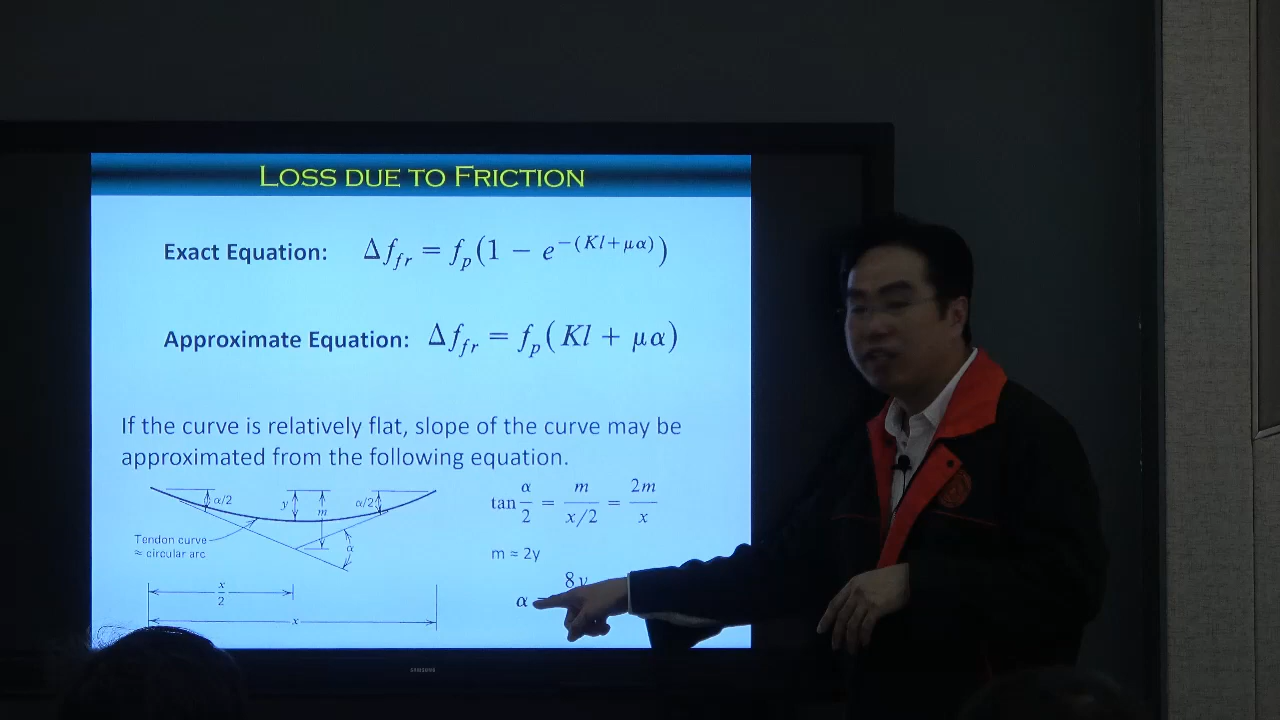 LOSS DUE TO FRICTION
Exact Equation: Δf_fr = f_p(1 − e^−(Kl+μα))
Approximate Equation: Δf_fr = f_p(Kl + μα)
If the curve is relatively flat, slope of the curve may be
approximated from the following equation.
α/2 y m α/2
tan α/2 = m/(x/2) = 2m/x
Tendon curve
≈ circular arc
α
m ≈ 2y
x/2
8y
α =
x
SAMSUNG